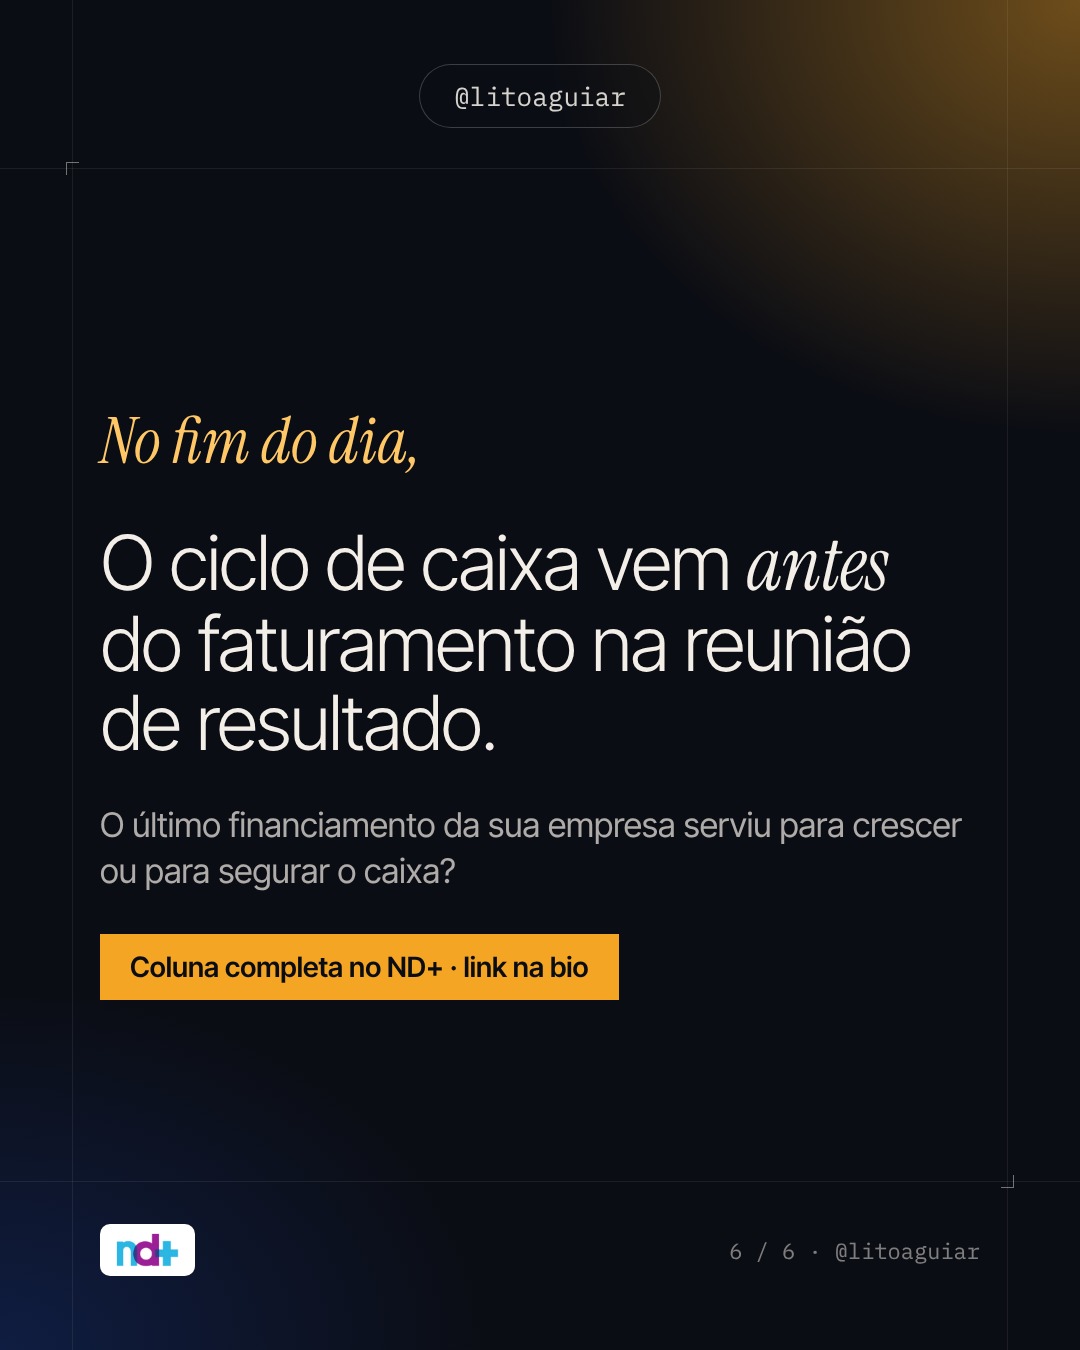 @litoaguiar
No fim do dia,
O ciclo de caixa vem antes
do faturamento na reunião
de resultado.
O último financiamento da sua empresa serviu para crescer
ou para segurar o caixa?
Coluna completa no ND+ · link na bio
nd+
6 / 6 · @litoaguiar